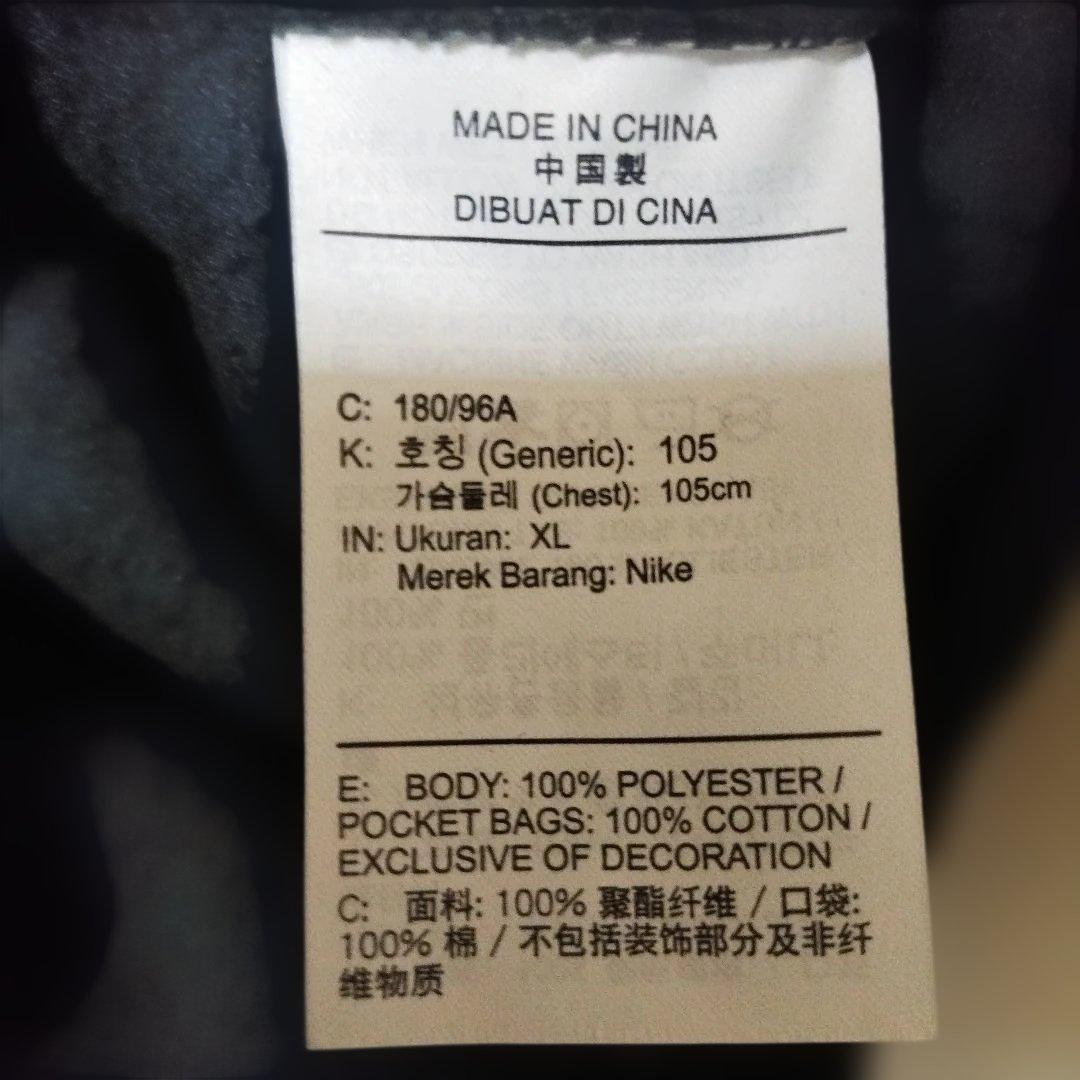 MADE IN CHINA
中国製
DIBUAT DI CINA
C: 180/96A
K: 호칭 (Generic): 105
가슴둘레 (Chest): 105cm
IN: Ukuran: XL
Merek Barang: Nike
E: BODY: 100% POLYESTER /
POCKET BAGS: 100% COTTON /
EXCLUSIVE OF DECORATION
C: 面料: 100% 聚酯纤维 / 口袋:
100% 棉 / 不包括装饰部分及非纤
维物质